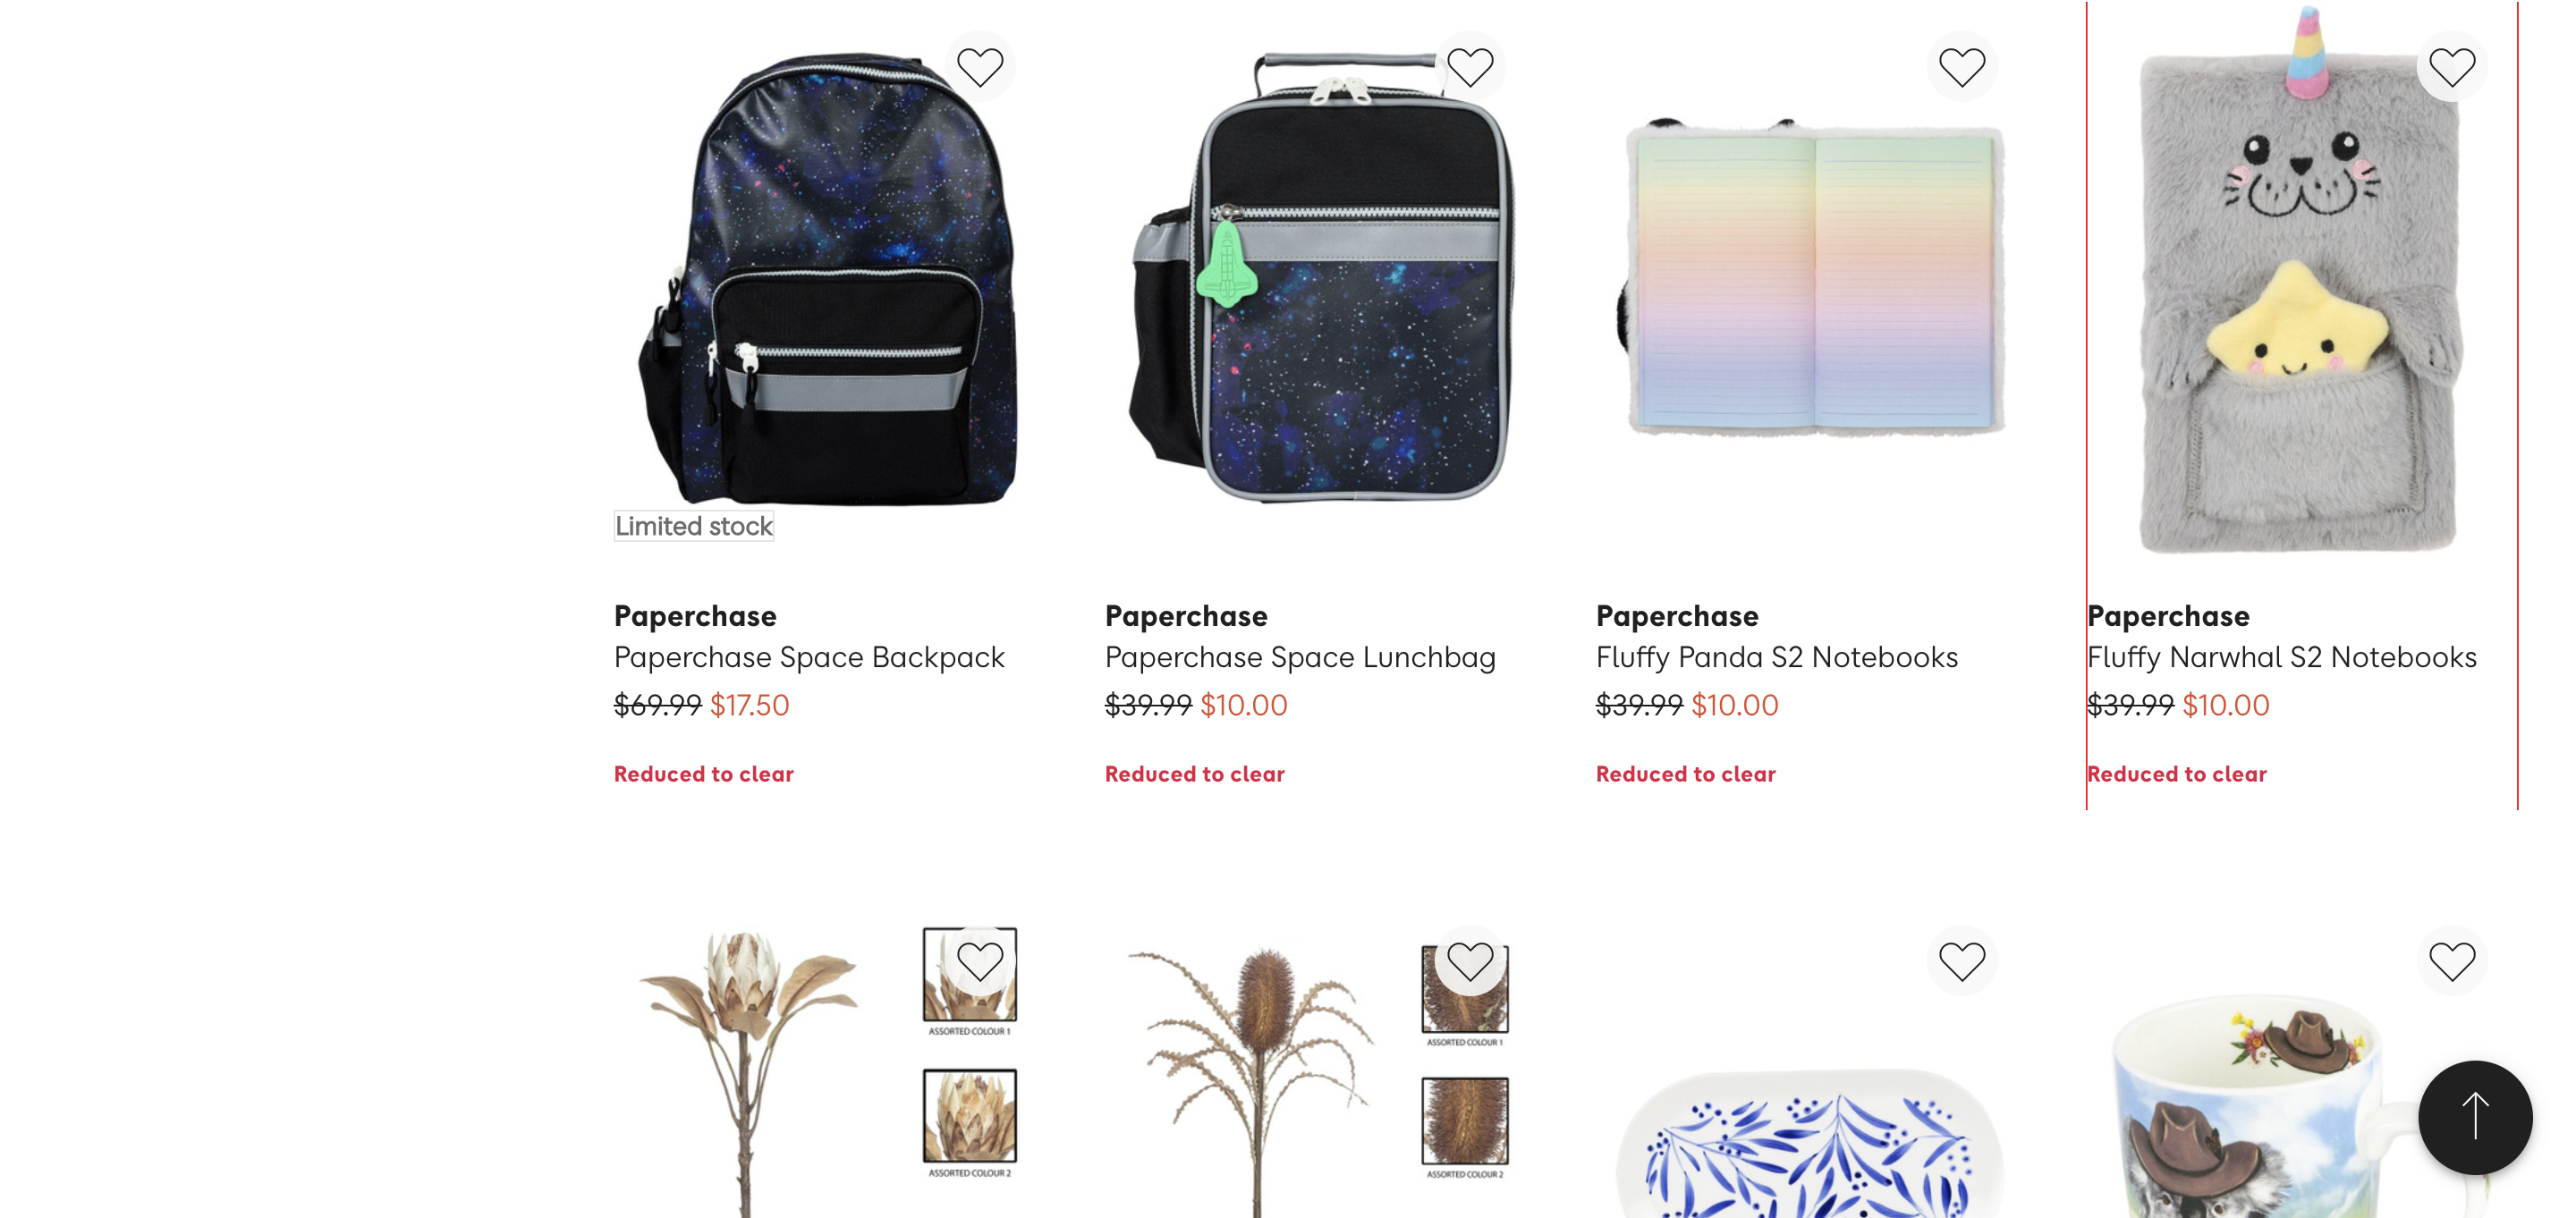 Limited stock
Paperchase
Paperchase Space Backpack
$69.99 $17.50
Reduced to clear
Paperchase
Paperchase Space Lunchbag
$39.99 $10.00
Reduced to clear
Paperchase
Fluffy Panda S2 Notebooks
$39.99 $10.00
Reduced to clear
Paperchase
Fluffy Narwhal S2 Notebooks
$39.99 $10.00
Reduced to clear
ASSORTED COLOUR 1
ASSORTED COLOUR 2
ASSORTED COLOUR 1
ASSORTED COLOUR 2